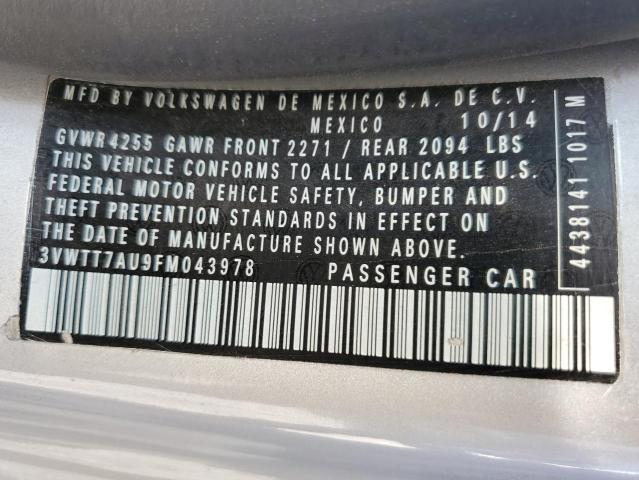 MFD BY VOLKSWAGEN DE MEXICO S.A. DE C.V.
MEXICO 10/14
GVWR 4255 GAWR FRONT 2271 / REAR 2094 LBS
THIS VEHICLE CONFORMS TO ALL APPLICABLE U.S.
FEDERAL MOTOR VEHICLE SAFETY, BUMPER AND
THEFT PREVENTION STANDARDS IN EFFECT ON
THE DATE OF MANUFACTURE SHOWN ABOVE.
3VWTT7AU9FM043978 PASSENGER CAR
4438141 1017 M